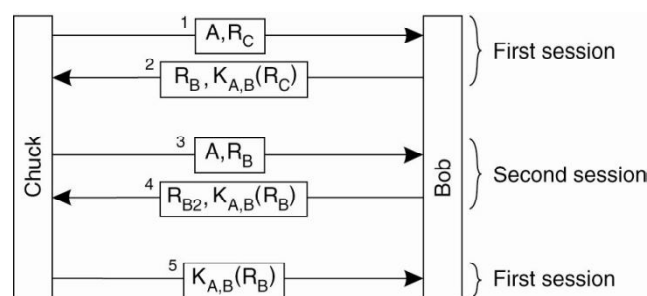 Chuck
Bob
1 A,R_C
First session
2 R_B, K_A,B(R_C)
3 A,R_B
Second session
4 R_B2, K_A,B(R_B)
5 K_A,B(R_B)
First session